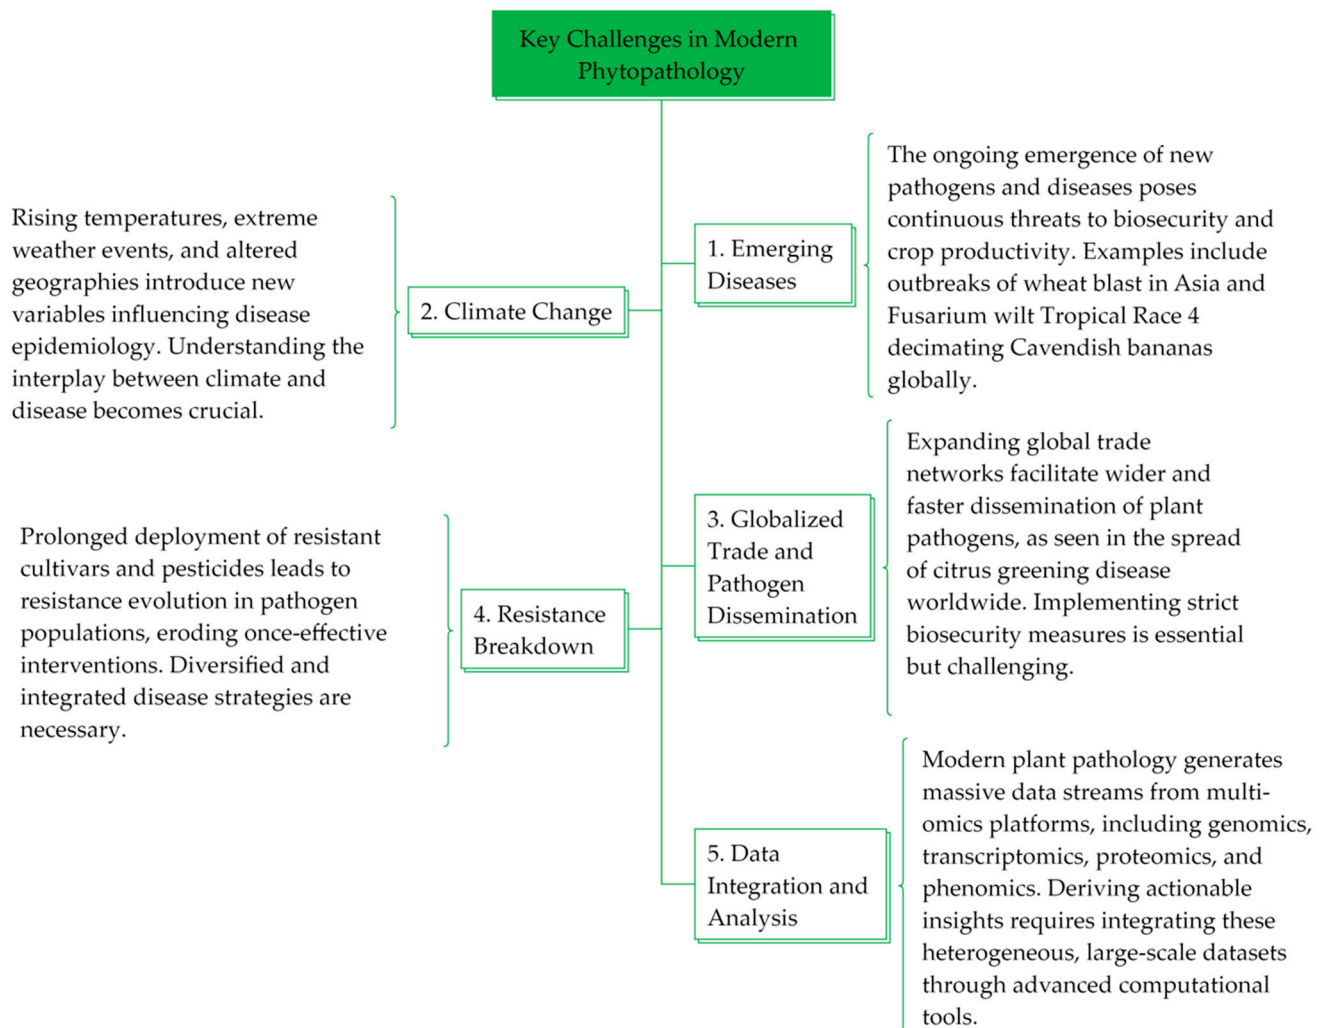 Key Challenges in Modern
Phytopathology
1. Emerging
Diseases
The ongoing emergence of new
pathogens and diseases poses
continuous threats to biosecurity and
crop productivity. Examples include
outbreaks of wheat blast in Asia and
Fusarium wilt Tropical Race 4
decimating Cavendish bananas
globally.
2. Climate Change
Rising temperatures, extreme
weather events, and altered
geographies introduce new
variables influencing disease
epidemiology. Understanding the
interplay between climate and
disease becomes crucial.
3. Globalized
Trade and
Pathogen
Dissemination
Expanding global trade
networks facilitate wider and
faster dissemination of plant
pathogens, as seen in the spread
of citrus greening disease
worldwide. Implementing strict
biosecurity measures is essential
but challenging.
4. Resistance
Breakdown
Prolonged deployment of resistant
cultivars and pesticides leads to
resistance evolution in pathogen
populations, eroding once-effective
interventions. Diversified and
integrated disease strategies are
necessary.
5. Data
Integration and
Analysis
Modern plant pathology generates
massive data streams from multi-
omics platforms, including genomics,
transcriptomics, proteomics, and
phenomics. Deriving actionable
insights requires integrating these
heterogeneous, large-scale datasets
through advanced computational
tools.